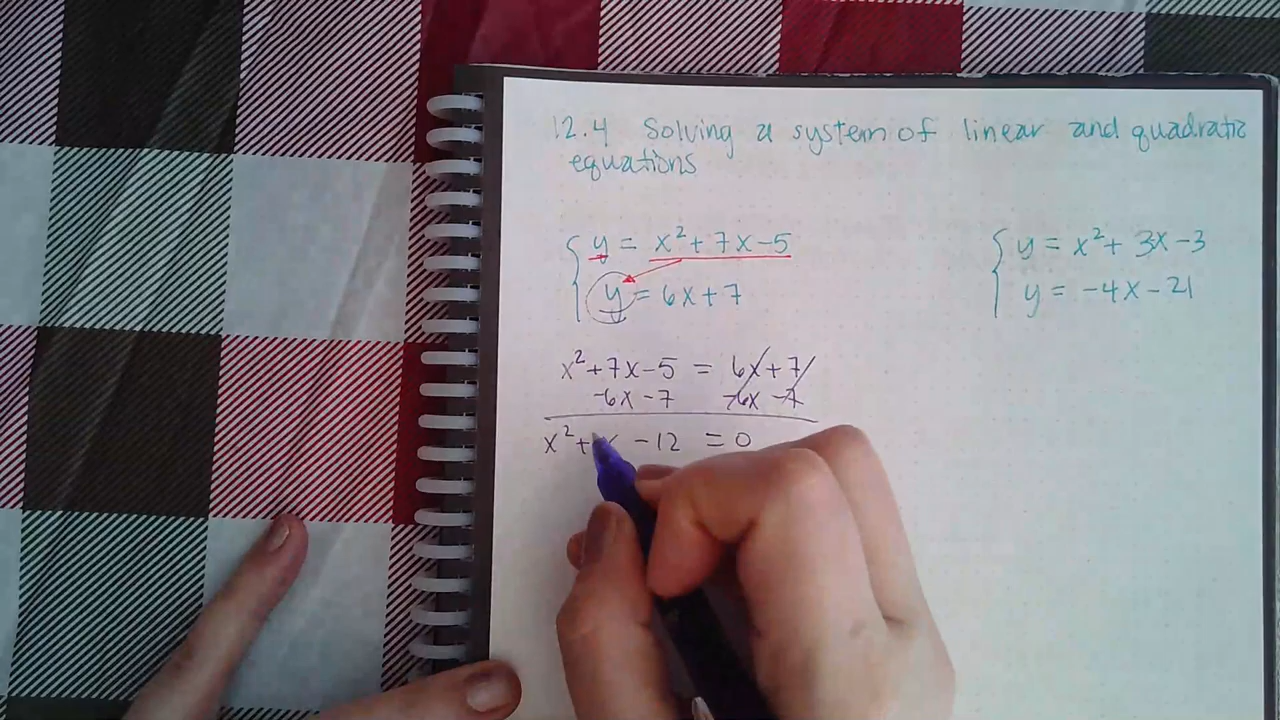 12.4 Solving a system of linear and quadratic
equations
y = x² + 7x - 5
y = 6x + 7
x² + 7x - 5 = 6x + 7
-6x - 7 -6x - 7
x² + x - 12 = 0
y = x² + 3x - 3
y = -4x - 21